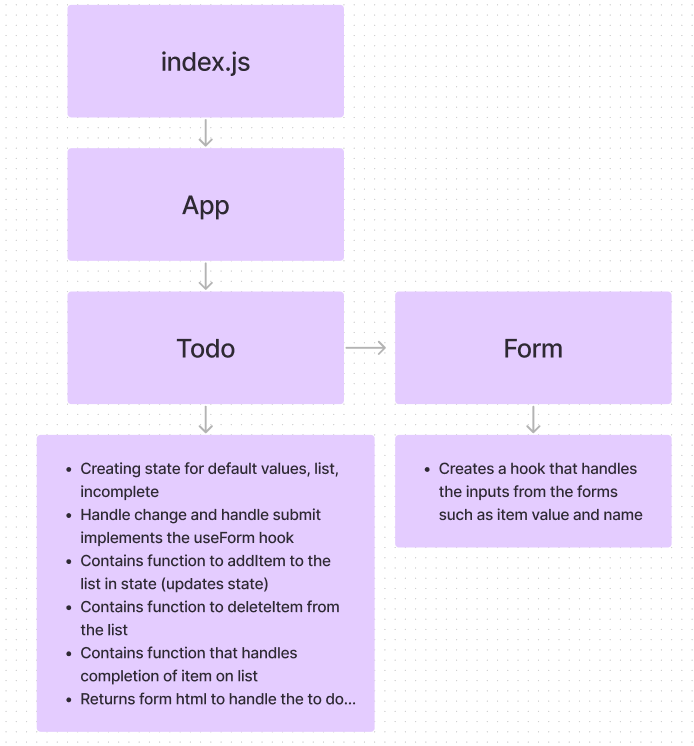 index.js
App
Todo
Form
• Creating state for default values, list,
incomplete
• Handle change and handle submit
implements the useForm hook
• Contains function to addItem to the
list in state (updates state)
• Contains function to deleteItem from
the list
• Contains function that handles
completion of item on list
• Returns form html to handle the to do...
• Creates a hook that handles
the inputs from the forms
such as item value and name